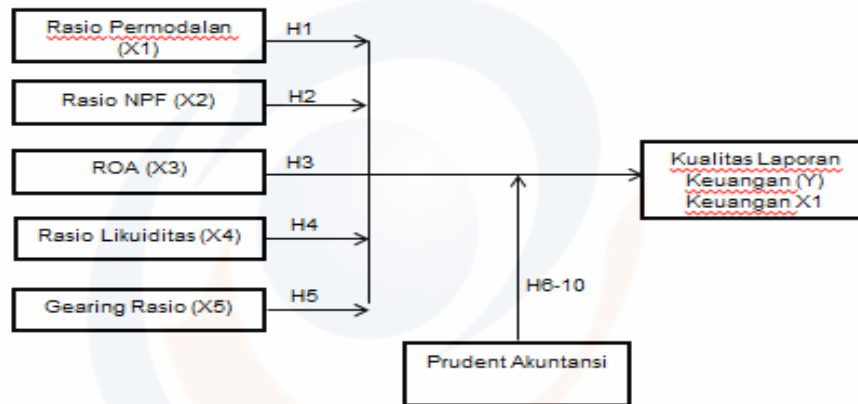 Rasio Permodalan
(X1)
H1
Rasio NPF (X2)
H2
ROA (X3)
H3
Kualitas Laporan
Keuangan (Y)
Keuangan X1
Rasio Likuiditas (X4)
H4
Gearing Rasio (X5)
H5
H6-10
Prudent Akuntansi